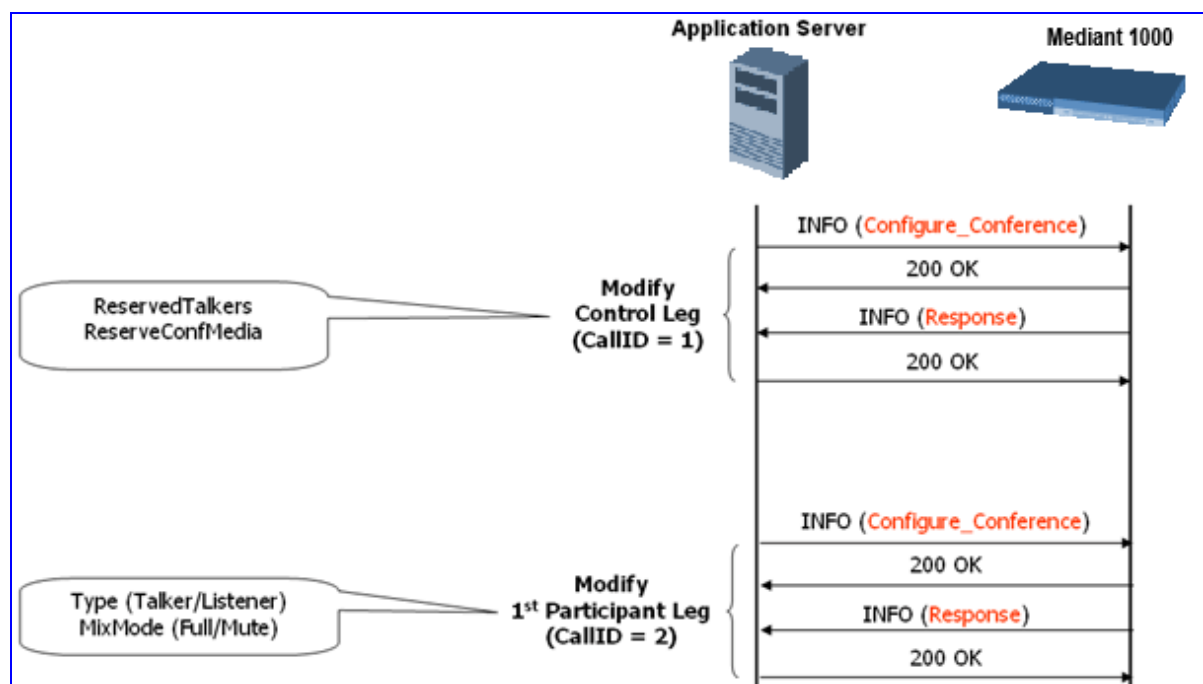 Application Server
Mediant 1000
INFO (Configure_Conference)
200 OK
INFO (Response)
200 OK
Modify
Control Leg
(CallID = 1)
ReservedTalkers
ReserveConfMedia
INFO (Configure_Conference)
200 OK
INFO (Response)
200 OK
Modify
1st Participant Leg
(CallID = 2)
Type (Talker/Listener)
MixMode (Full/Mute)